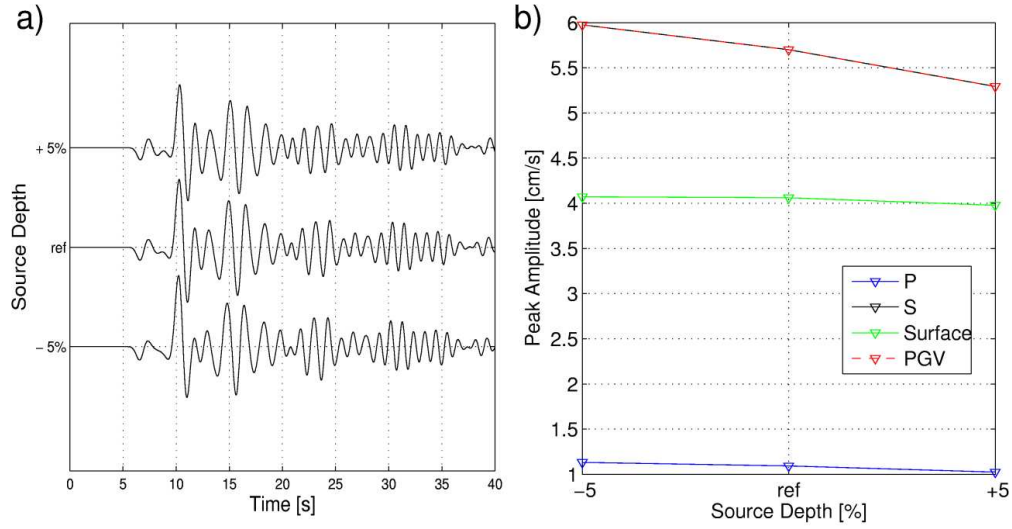 a)
Source Depth
+ 5%
ref
– 5%
0 5 10 15 20 25 30 35 40
Time [s]
b)
Peak Amplitude [cm/s]
6
5.5
5
4.5
4
3.5
3
2.5
2
1.5
1
P
S
Surface
PGV
−5 ref +5
Source Depth [%]